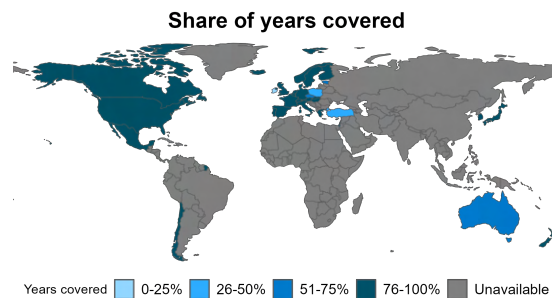 Share of years covered
Years covered 0-25% 26-50% 51-75% 76-100% Unavailable